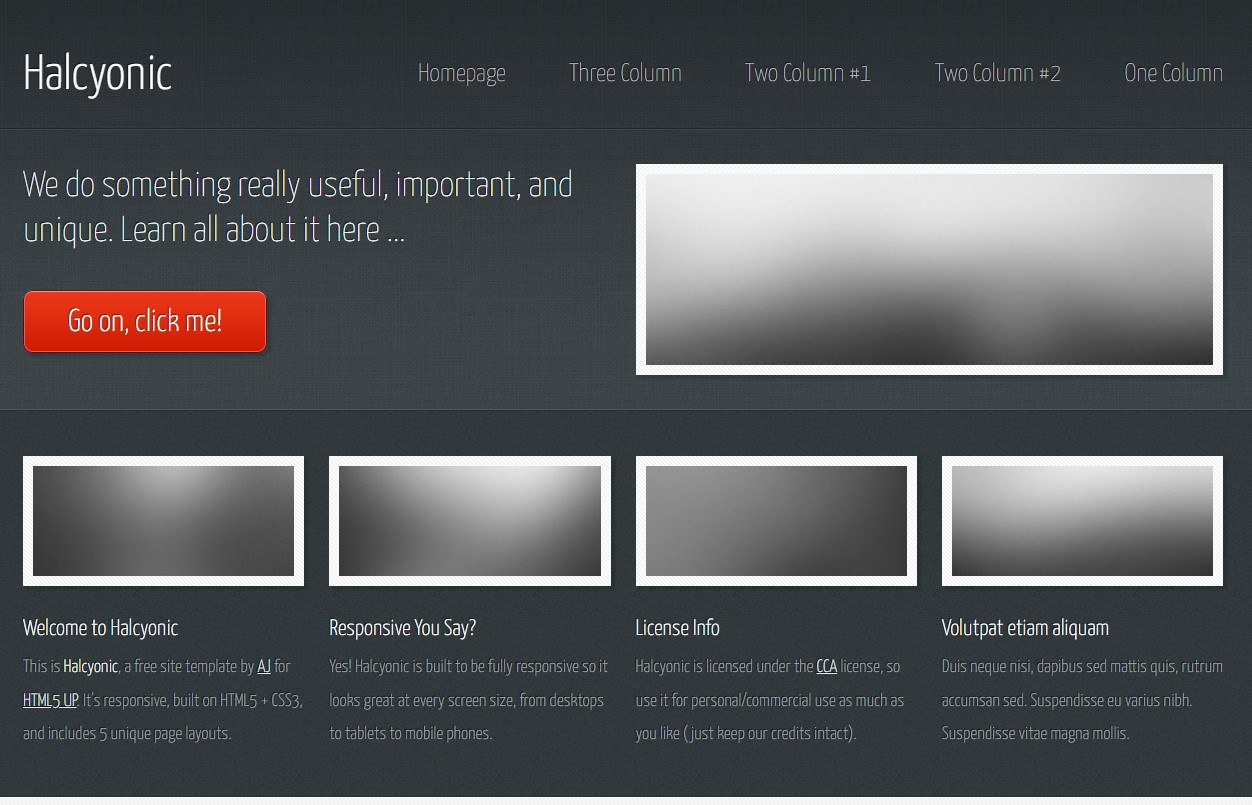 Halcyonic
Homepage
Three Column
Two Column #1
Two Column #2
One Column
We do something really useful, important, and
unique. Learn all about it here ...
Go on, click me!
Welcome to Halcyonic
This is Halcyonic, a free site template by AJ for
HTML5 UP. It's responsive, built on HTML5 + CSS3,
and includes 5 unique page layouts.
Responsive You Say?
Yes! Halcyonic is built to be fully responsive so it
looks great at every screen size, from desktops
to tablets to mobile phones.
License Info
Halcyonic is licensed under the CCA license, so
use it for personal/commercial use as much as
you like (just keep our credits intact).
Volutpat etiam aliquam
Duis neque nisi, dapibus sed mattis quis, rutrum
accumsan sed. Suspendisse eu varius nibh.
Suspendisse vitae magna mollis.